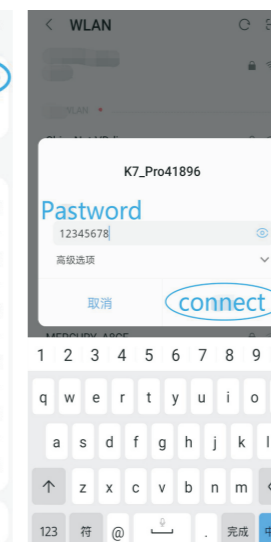 WLAN
K7_Pro41896
Pastword
12345678
高级选项
取消
connect
1 2 3 4 5 6 7 8 9
q w e r t y u i o
a s d f g h j k l
z x c v b n m
123 符 @ . 完成 中